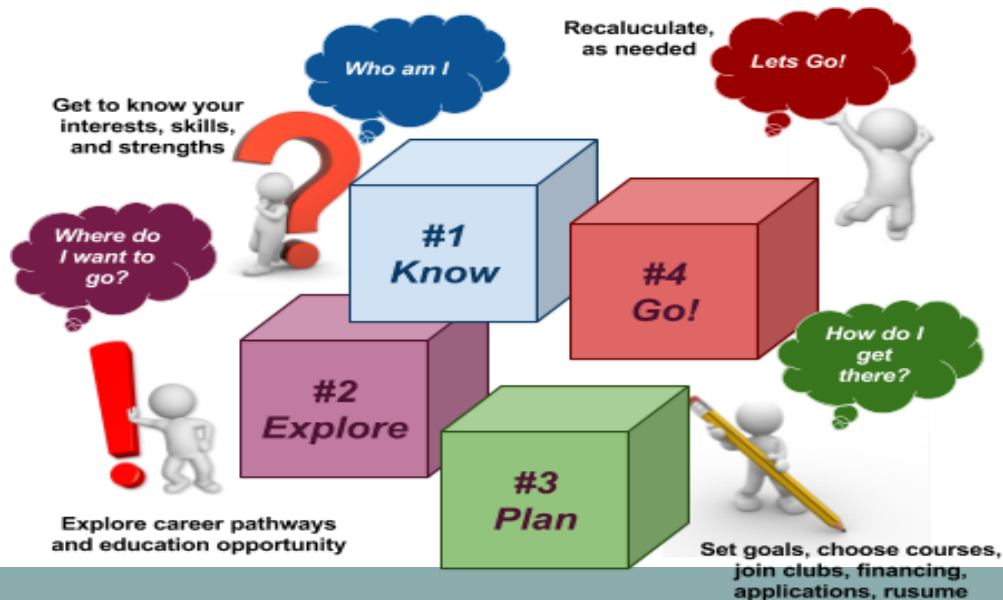 Who am I
Get to know your
interests, skills,
and strengths
#1
Know
Where do
I want to
go?
#2
Explore
Explore career pathways
and education opportunity
#3
Plan
How do I
get
there?
Set goals, choose courses,
join clubs, financing,
applications, rusume
#4
Go!
Lets Go!
Recaluculate,
as needed